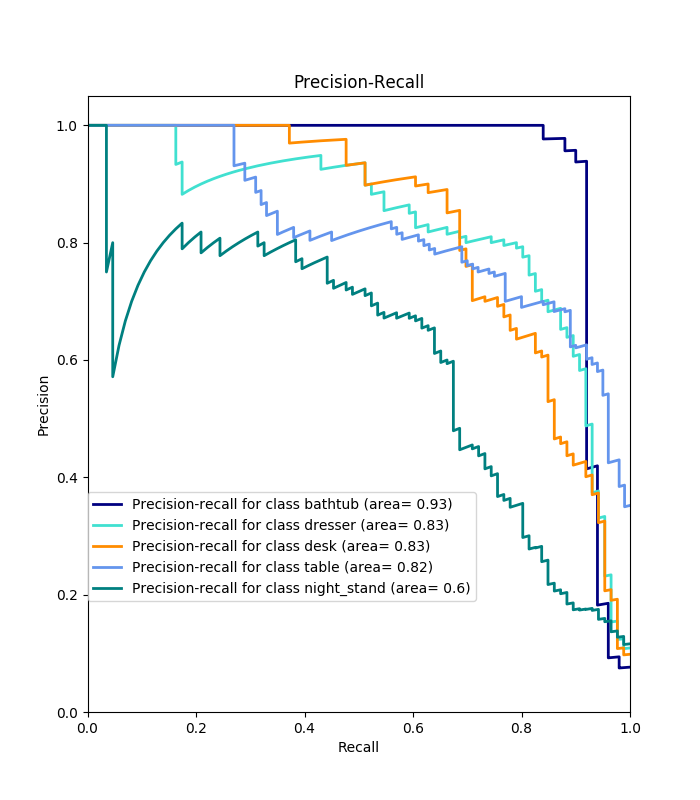 Precision-Recall
1.0
0.8
0.6
0.4
0.2
0.0
Precision
Precision-recall for class bathtub (area= 0.93)
Precision-recall for class dresser (area= 0.83)
Precision-recall for class desk (area= 0.83)
Precision-recall for class table (area= 0.82)
Precision-recall for class night_stand (area= 0.6)
0.0 0.2 0.4 0.6 0.8 1.0
Recall